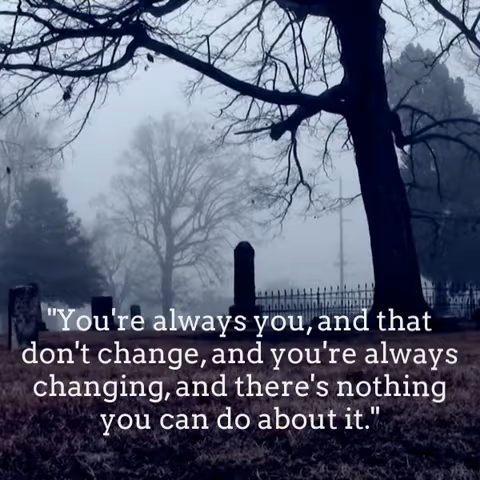 "You're always you, and that
don't change, and you're always
changing, and there's nothing
you can do about it."